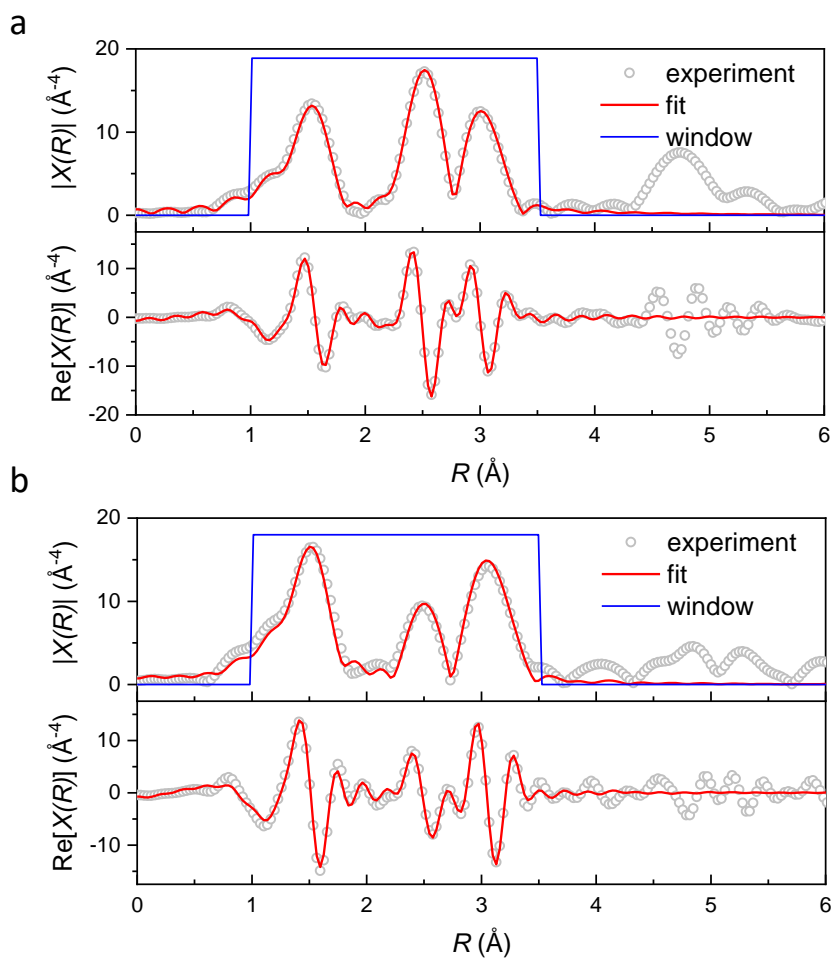 a
20
10
0
|X(R)| (Å-4)
experiment
fit
window
10
0
-10
-20
Re[X(R)] (Å-4)
0 1 2 3 4 5 6
R (Å)
b
20
10
0
|X(R)| (Å-4)
experiment
fit
window
10
0
-10
Re[X(R)] (Å-4)
0 1 2 3 4 5 6
R (Å)